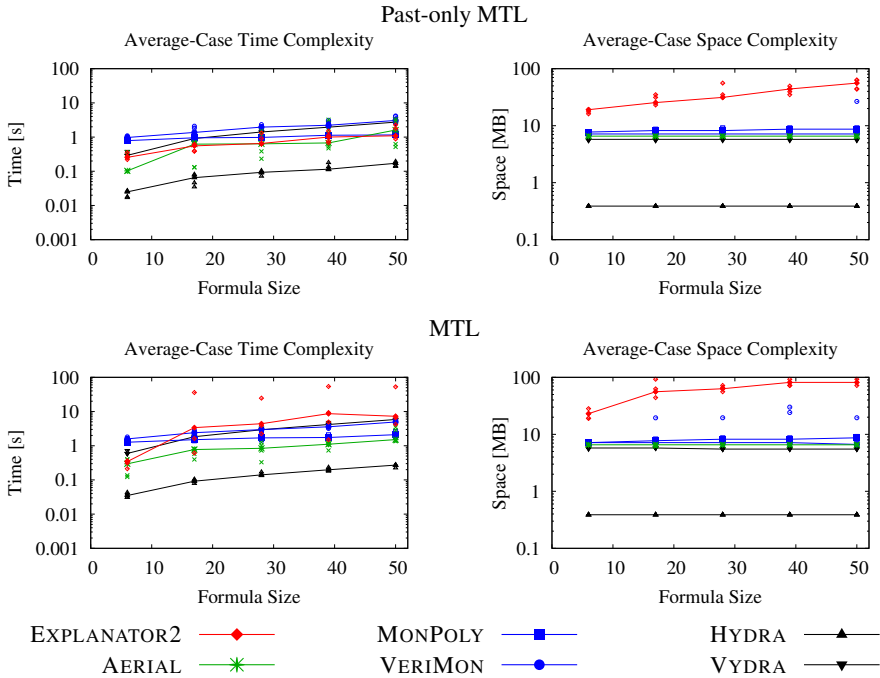 Past-only MTL
Average-Case Time Complexity
Time [s]
100
10
1
0.1
0.01
0.001
0 10 20 30 40 50 60
Formula Size
Average-Case Space Complexity
Space [MB]
100
10
1
0.1
0 10 20 30 40 50 60
Formula Size
MTL
Average-Case Time Complexity
Time [s]
100
10
1
0.1
0.01
0.001
0 10 20 30 40 50 60
Formula Size
Average-Case Space Complexity
Space [MB]
100
10
1
0.1
0 10 20 30 40 50 60
Formula Size
EXPLANATOR2 MONPOLY HYDRA
AERIAL VERIMON VYDRA